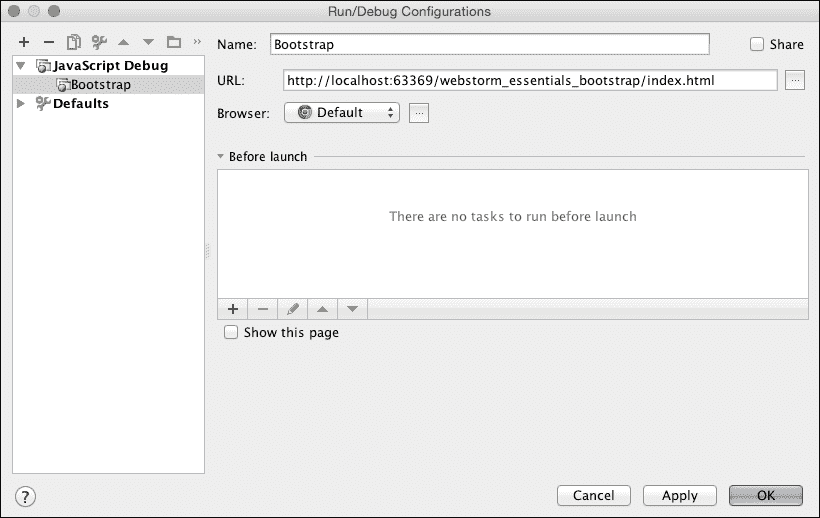 Run/Debug Configurations
JavaScript Debug
Bootstrap
Defaults
Name: Bootstrap
Share
URL: http://localhost:63369/webstorm_essentials_bootstrap/index.html
...
Browser: Default
...
Before launch
There are no tasks to run before launch
Show this page
?
Cancel
Apply
OK